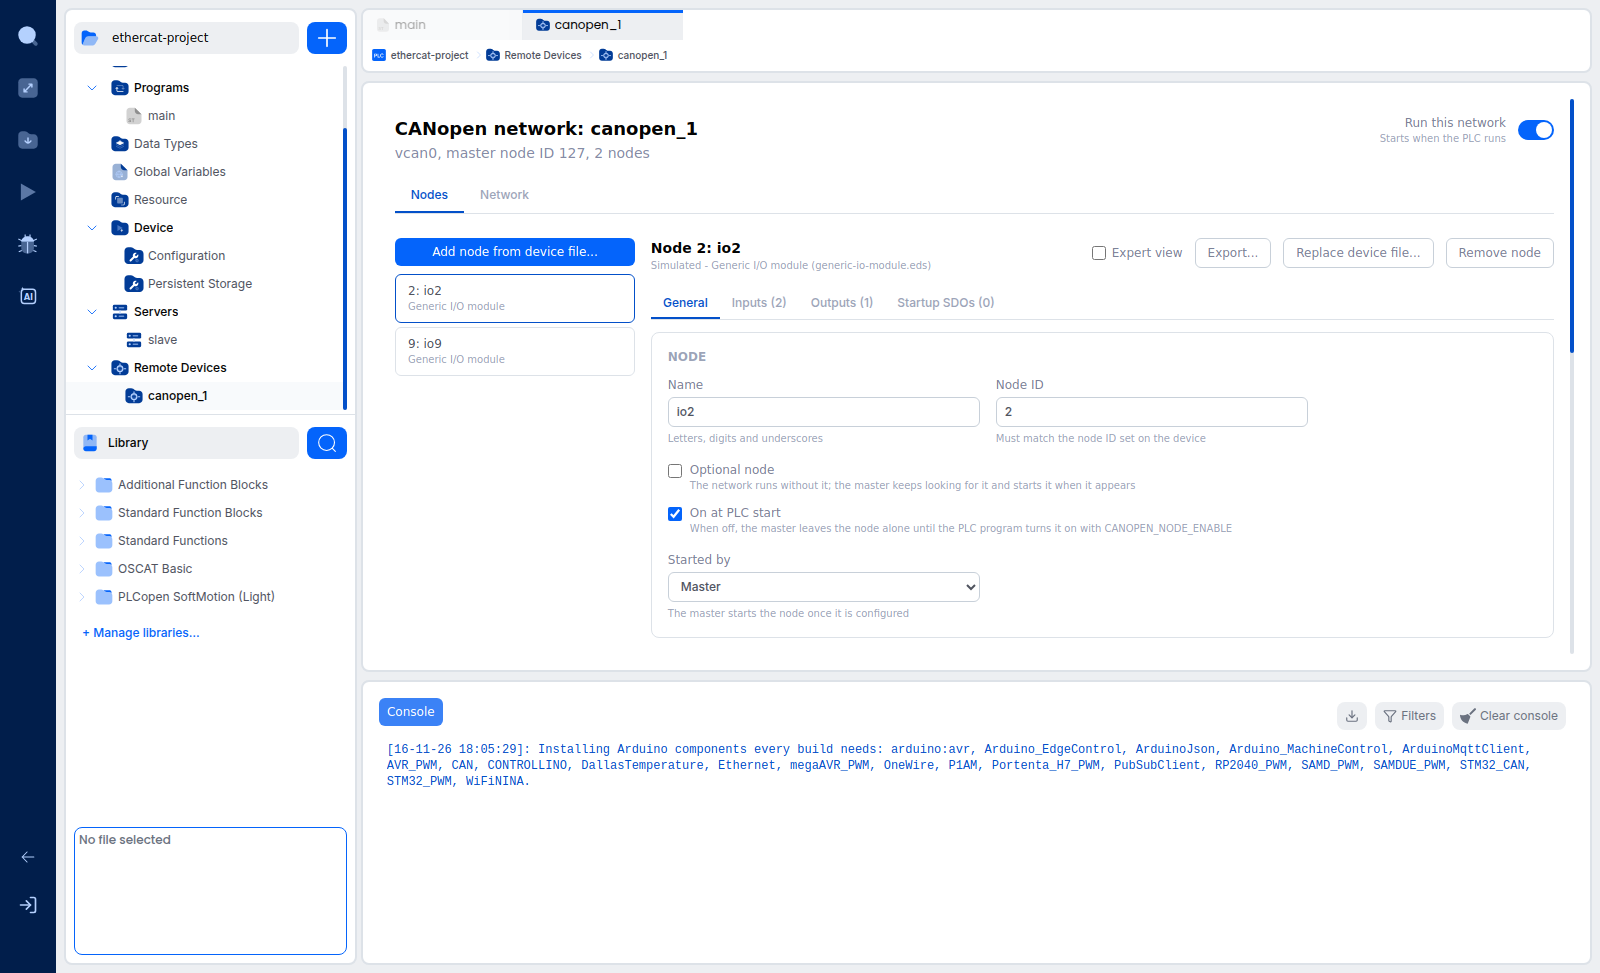 ethercat-project
Programs
main
Data Types
Global Variables
Resource
Device
Configuration
Persistent Storage
Servers
slave
Remote Devices
canopen_1
Library
Additional Function Blocks
Standard Function Blocks
Standard Functions
OSCAT Basic
PLCopen SoftMotion (Light)
+ Manage libraries...
No file selected
AI
main
canopen_1
PLC ethercat-project
Remote Devices
canopen_1
CANopen network: canopen_1
vcan0, master node ID 127, 2 nodes
Run this network
Starts when the PLC runs
Nodes
Network
Add node from device file...
2: io2
Generic I/O module
9: io9
Generic I/O module
Node 2: io2
Simulated - Generic I/O module (generic-io-module.eds)
Expert view
Export...
Replace device file...
Remove node
General
Inputs (2)
Outputs (1)
Startup SDOs (0)
NODE
Name
Node ID
io2
2
Letters, digits and underscores
Must match the node ID set on the device
Optional node
The network runs without it; the master keeps looking for it and starts it when it appears
On at PLC start
When off, the master leaves the node alone until the PLC program turns it on with CANOPEN_NODE_ENABLE
Started by
Master
The master starts the node once it is configured
Console
Filters
Clear console
[16-11-26 18:05:29]: Installing Arduino components every build needs: arduino:avr, Arduino_EdgeControl, ArduinoJson, Arduino_MachineControl, ArduinoMqttClient,
AVR_PWM, CAN, CONTROLLINO, DallasTemperature, Ethernet, megaAVR_PWM, OneWire, P1AM, Portenta_H7_PWM, PubSubClient, RP2040_PWM, SAMD_PWM, SAMDUE_PWM, STM32_CAN,
STM32_PWM, WiFiNINA.